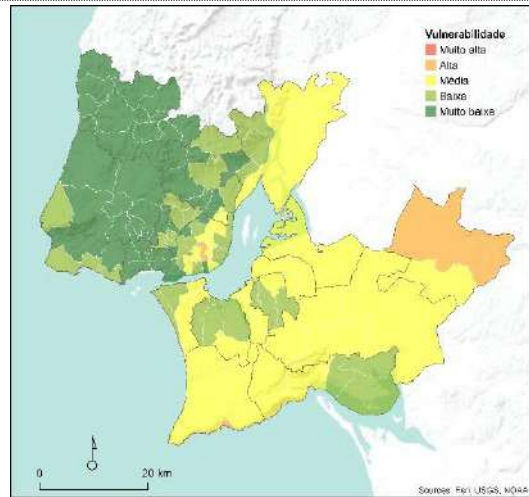 Vulnerabilidade
Muito alta
Alta
Média
Baixa
Muito baixa
0
20 km
Sources: Esri, USGS, NOAA